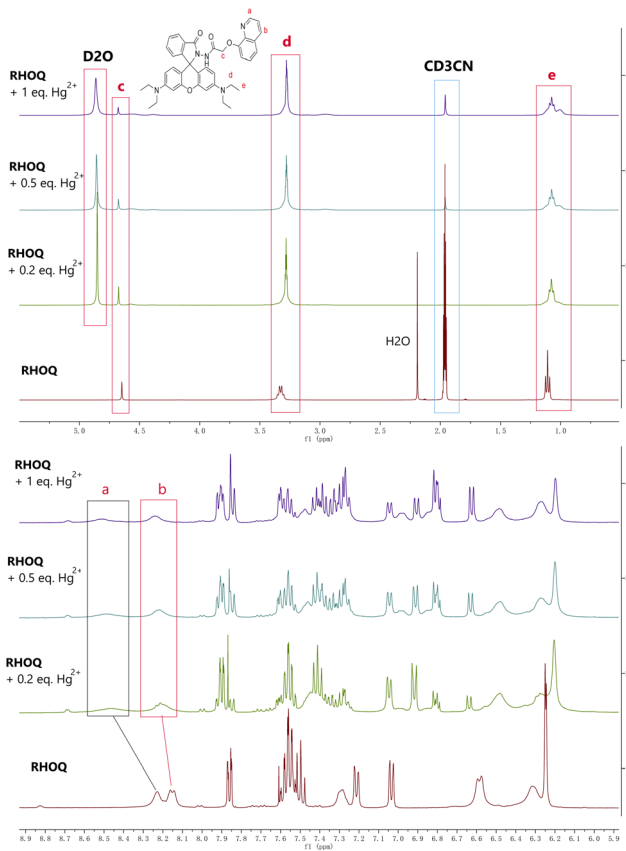 D2O
c
d
CD3CN
e
RHOQ
+ 1 eq. Hg2+
RHOQ
+ 0.5 eq. Hg2+
RHOQ
+ 0.2 eq. Hg2+
H2O
RHOQ
a
N
b
O
O
N-NH
O
c
d
e
N
O
N
5.0 4.5 4.0 3.5 3.0 2.5 2.0 1.5 1.0
f1 (ppm)
RHOQ
+ 1 eq. Hg2+
a
b
RHOQ
+ 0.5 eq. Hg2+
RHOQ
+ 0.2 eq. Hg2+
RHOQ
8.9 8.8 8.7 8.6 8.5 8.4 8.3 8.2 8.1 8.0 7.9 7.8 7.7 7.6 7.5 7.4 7.3 7.2 7.1 7.0 6.9 6.8 6.7 6.6 6.5 6.4 6.3 6.2 6.1 6.0 5.9
f1 (ppm)